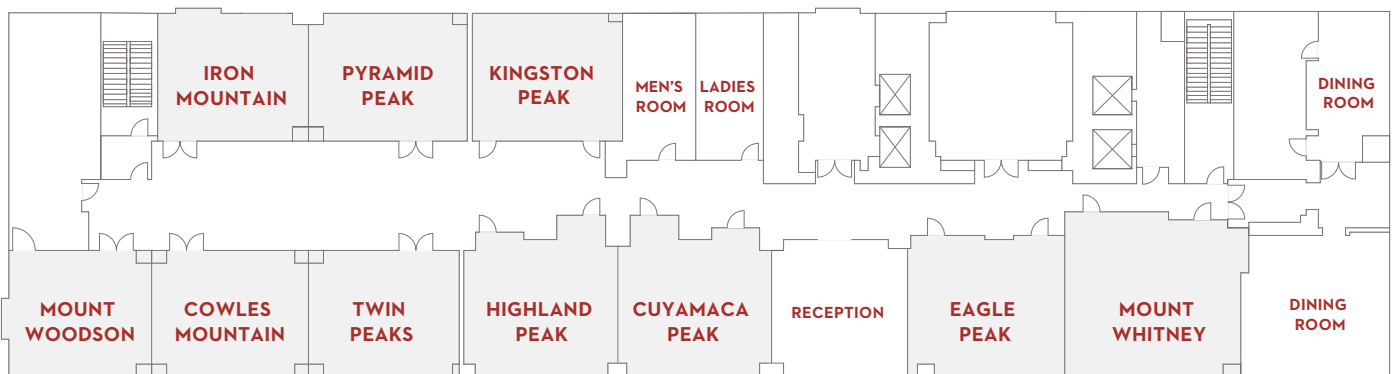 IRON
MOUNTAIN
PYRAMID
PEAK
KINGSTON
PEAK
MEN'S
ROOM
LADIES
ROOM
DINING
ROOM
MOUNT
WOODSON
COWLES
MOUNTAIN
TWIN
PEAKS
HIGHLAND
PEAK
CUYAMACA
PEAK
RECEPTION
EAGLE
PEAK
MOUNT
WHITNEY
DINING
ROOM